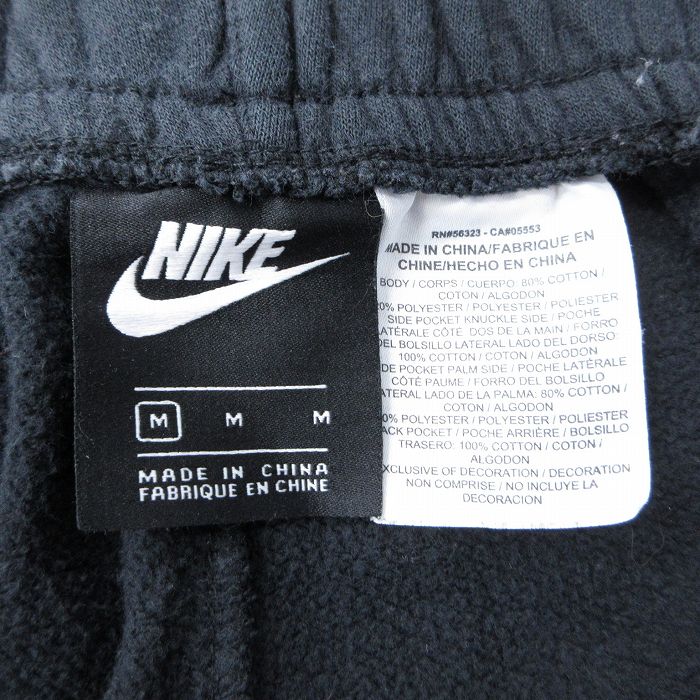 NIKE
M M M
MADE IN CHINA
FABRIQUE EN CHINE
RN#56323 - CA#05553
MADE IN CHINA/FABRIQUE EN
CHINE/HECHO EN CHINA
BODY / CORPS / CUERPO: 80% COTTON /
COTON / ALGODON
20% POLYESTER / POLYESTER / POLIESTER
SIDE POCKET KNUCKLE SIDE / POCHE
LATÉRALE CÔTÉ DOS DE LA MAIN / FORRO
DEL BOLSILLO LATERAL LADO DEL DORSO:
100% COTTON / COTON / ALGODON
SIDE POCKET PALM SIDE / POCHE LATÉRALE
CÔTÉ PAUME / FORRO DEL BOLSILLO
LATERAL LADO DE LA PALMA: 80% COTTON /
COTON / ALGODON
20% POLYESTER / POLYESTER / POLIESTER
BACK POCKET / POCHE ARRIÈRE / BOLSILLO
TRASERO: 100% COTTON / COTON /
ALGODON
EXCLUSIVE OF DECORATION / DECORATION
NON COMPRISE / NO INCLUYE LA
DECORACION